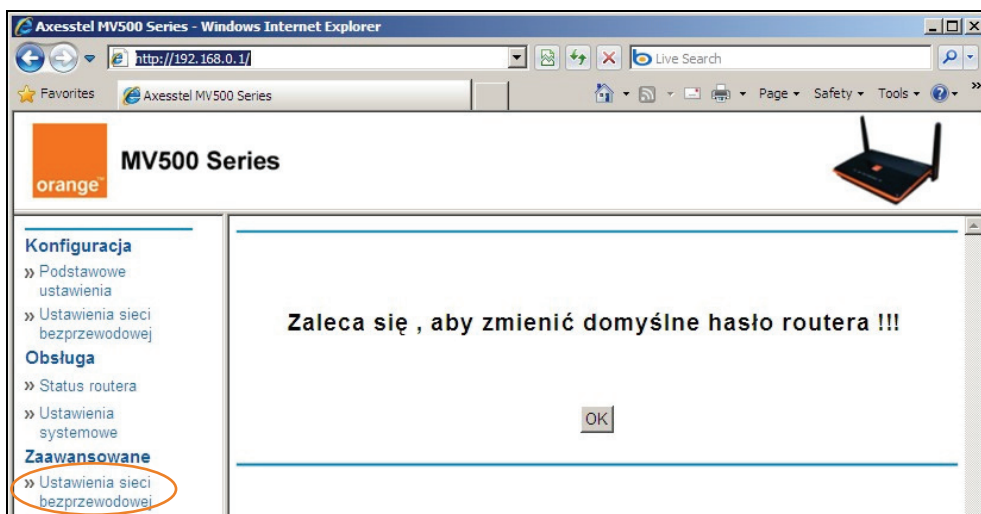 Axesstel MV500 Series - Windows Internet Explorer
http://192.168.0.1/
Live Search
Favorites
Axesstel MV500 Series
Page
Safety
Tools
»
orange™
MV500 Series
Konfiguracja
» Podstawowe
ustawienia
» Ustawienia sieci
bezprzewodowej
Obsługa
» Status routera
» Ustawienia
systemowe
Zaawansowane
» Ustawienia sieci
bezprzewodowej
Zaleca się , aby zmienić domyślne hasło routera !!!
OK